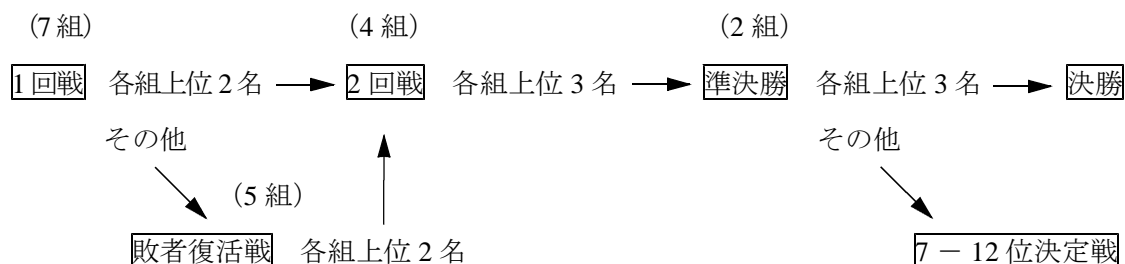 (7 組) (4 組) (2 組)
1 回戦 各組上位 2 名 2 回戦 各組上位 3 名 準決勝 各組上位 3 名 決勝
その他 その他
(5 組)
敗者復活戦 各組上位 2 名 7 − 12 位決定戦